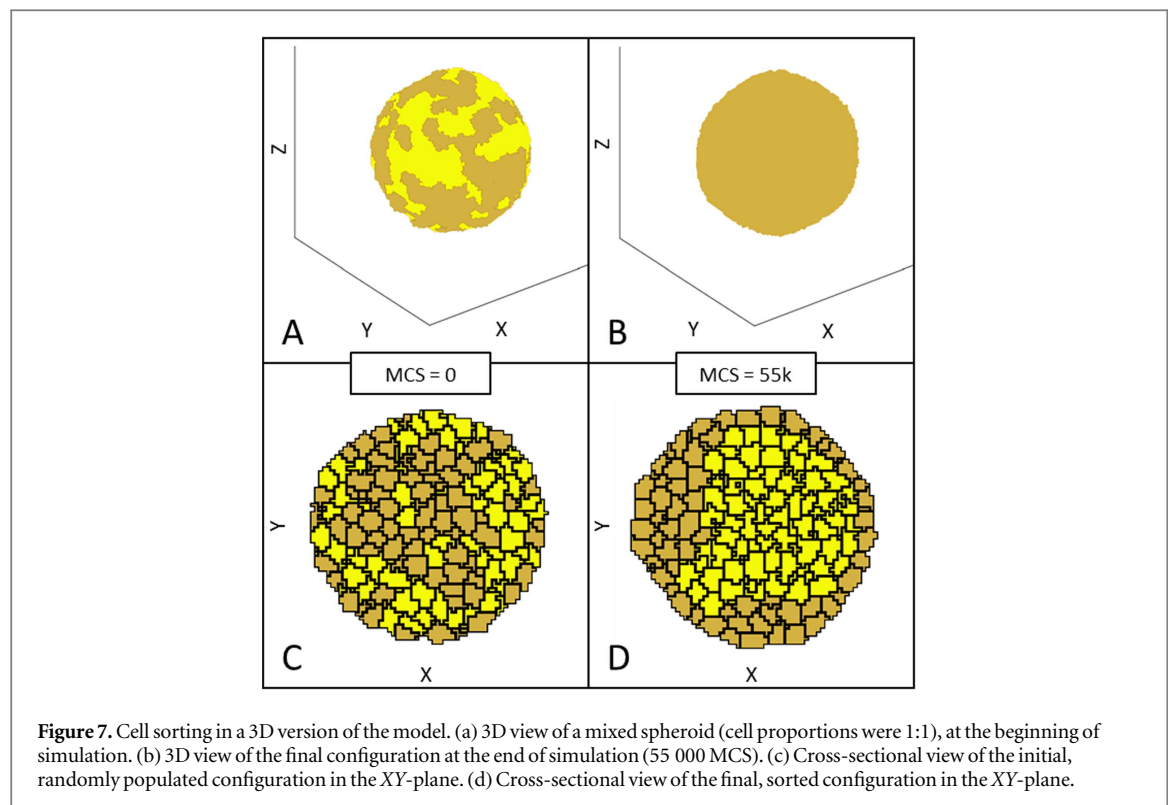 Z
Y
X
A
Z
Y
X
B
MCS = 0
MCS = 55k
Y
X
C
Y
X
D
Figure 7. Cell sorting in a 3D version of the model. (a) 3D view of a mixed spheroid (cell proportions were 1:1), at the beginning of
simulation. (b) 3D view of the final configuration at the end of simulation (55 000 MCS). (c) Cross-sectional view of the initial,
randomly populated configuration in the XY-plane. (d) Cross-sectional view of the final, sorted configuration in the XY-plane.